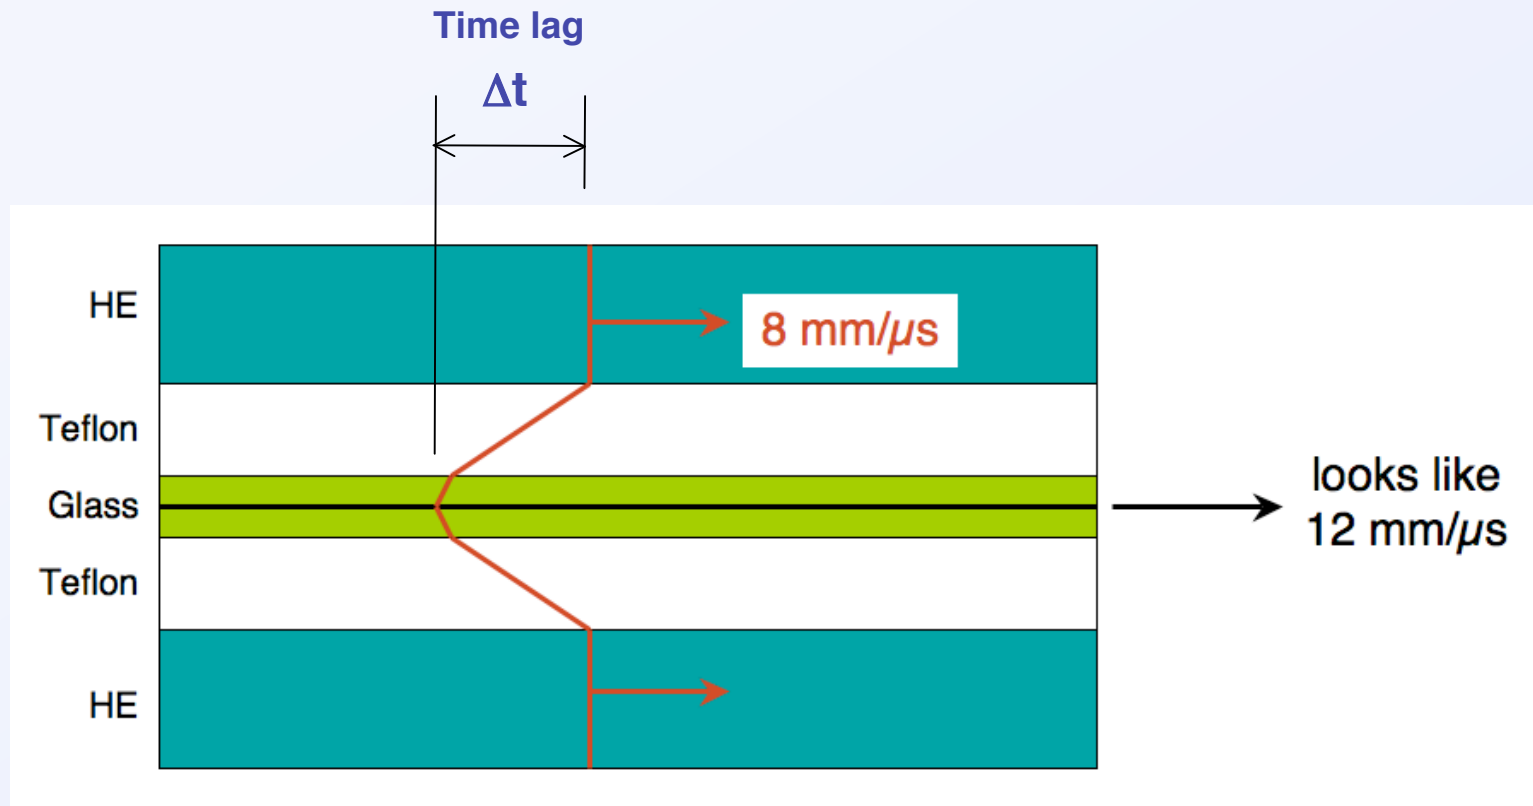 Time lag
Δt
HE
8 mm/μs
Teflon
Glass
looks like
12 mm/μs
Teflon
HE